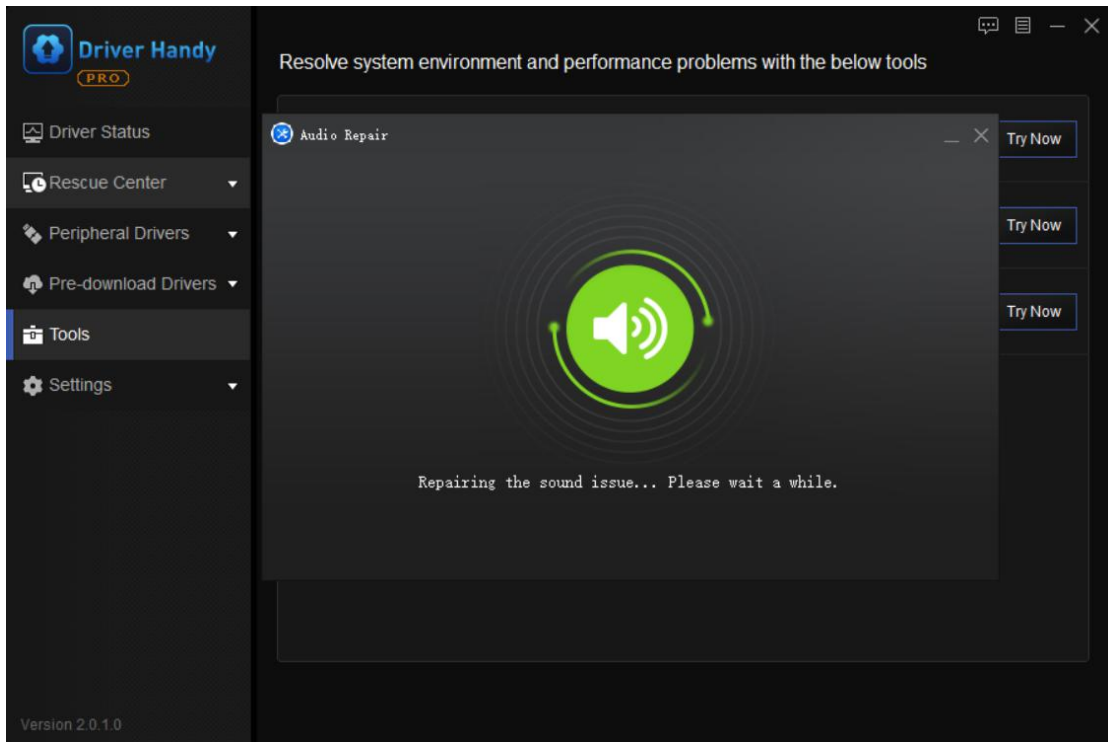 Driver Handy
PRO
Resolve system environment and performance problems with the below tools
Driver Status
Rescue Center
Peripheral Drivers
Pre-download Drivers
Tools
Settings
Audio Repair
Try Now
Try Now
Try Now
Repairing the sound issue... Please wait a while.
Version 2.0.1.0